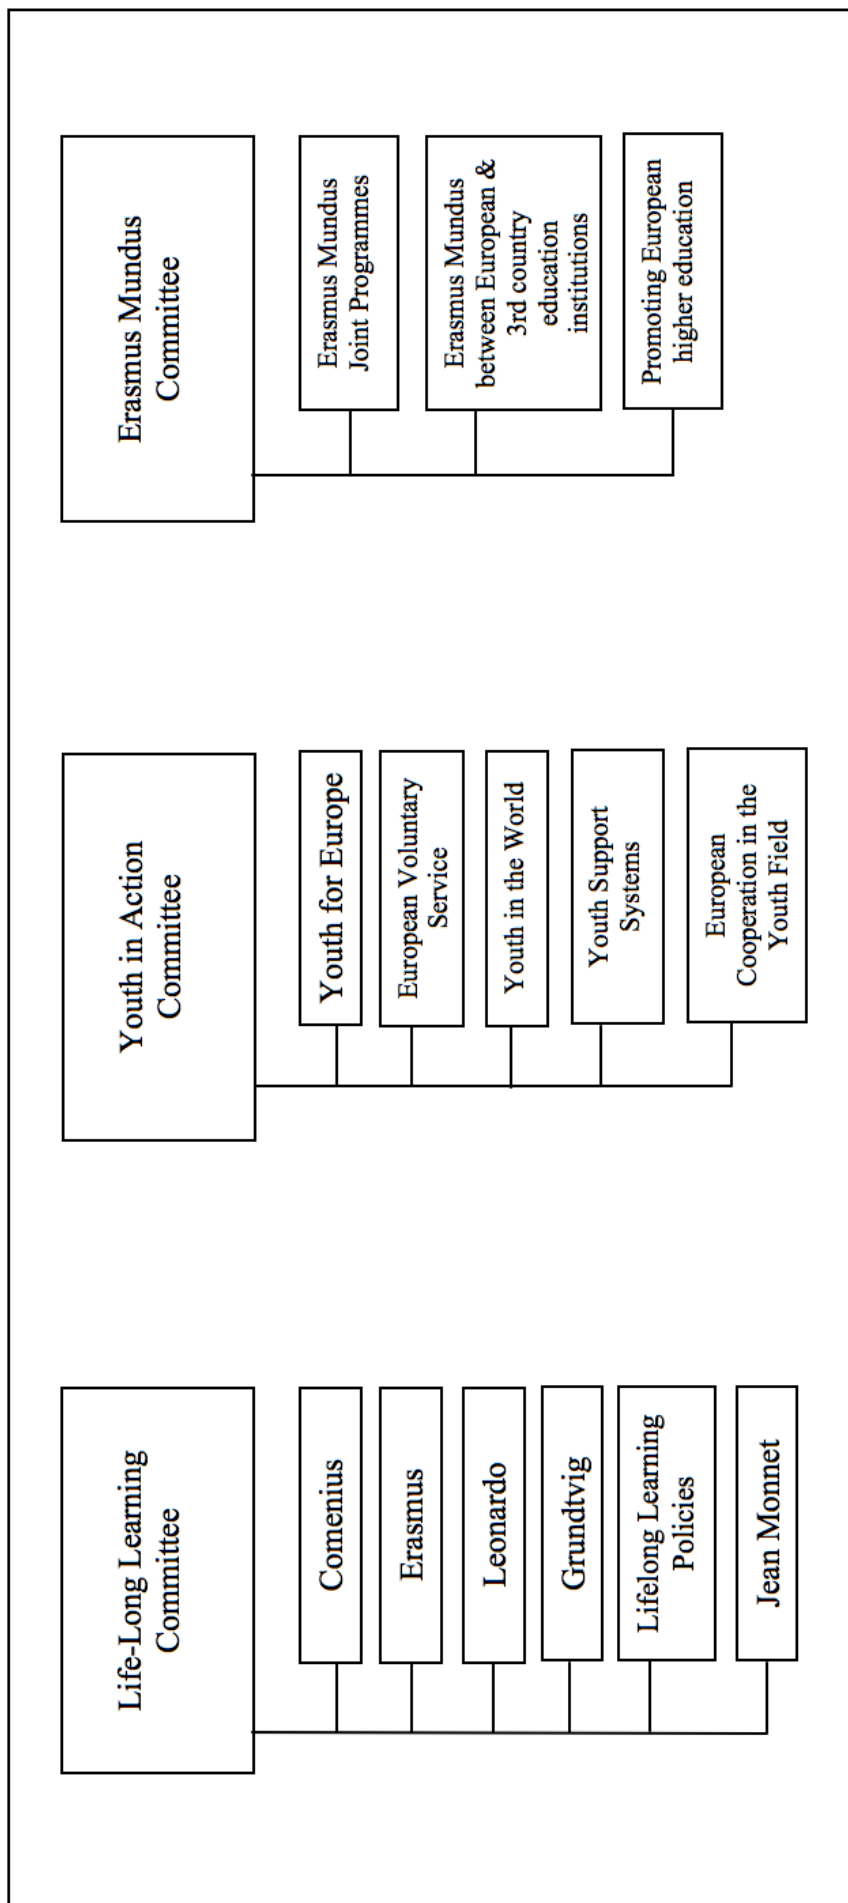 Life-Long Learning
Committee
Comenius
Erasmus
Leonardo
Grundtvig
Lifelong Learning
Policies
Jean Monnet
Youth in Action
Committee
Youth for Europe
European Voluntary
Service
Youth in the World
Youth Support
Systems
European
Cooperation in the
Youth Field
Erasmus Mundus
Committee
Erasmus Mundus
Joint Programmes
Erasmus Mundus
between European &
3rd country
education
institutions
Promoting European
higher education